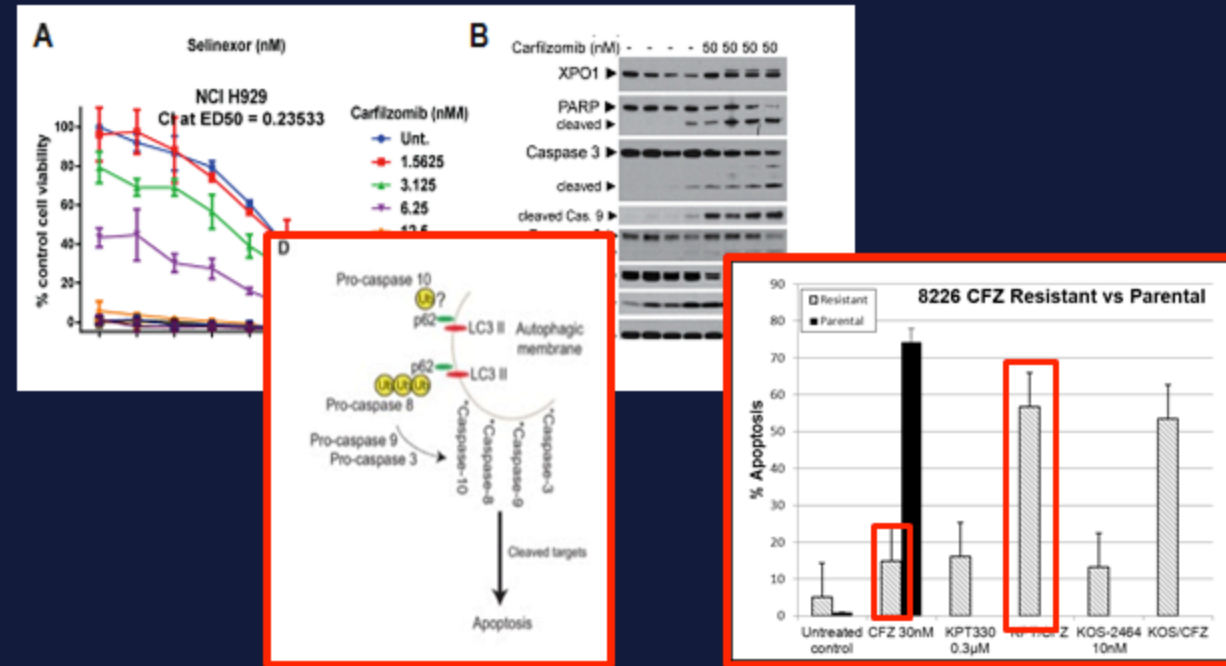 A
Selinexor (nM)
NCI H929
CI at ED50 = 0.23533
% control cell viability
100
80
60
40
20
0
Carfilzomib (nM)
Unt.
1.5625
3.125
6.25
B
Carfilzomib (nM) - - - - 50 50 50 50
XPO1
PARP
cleaved
Caspase 3
cleaved
cleaved Cas. 9
D
Pro-caspase 10
Ub ?
p62
LC3 II
Autophagic
membrane
p62
LC3 II
Ub Ub Ub
Pro-caspase 8
Pro-caspase 9
Pro-caspase 3
*Caspase-10
*Caspase-8
*Caspase-9
*Caspase-3
Cleaved targets
Apoptosis
8226 CFZ Resistant vs Parental
Resistant
Parental
% Apoptosis
90
80
70
60
50
40
30
20
10
0
Untreated
control
CFZ 30nM
KPT330
0.3µM
KPT/CFZ
KOS-2464
10nM
KOS/CFZ